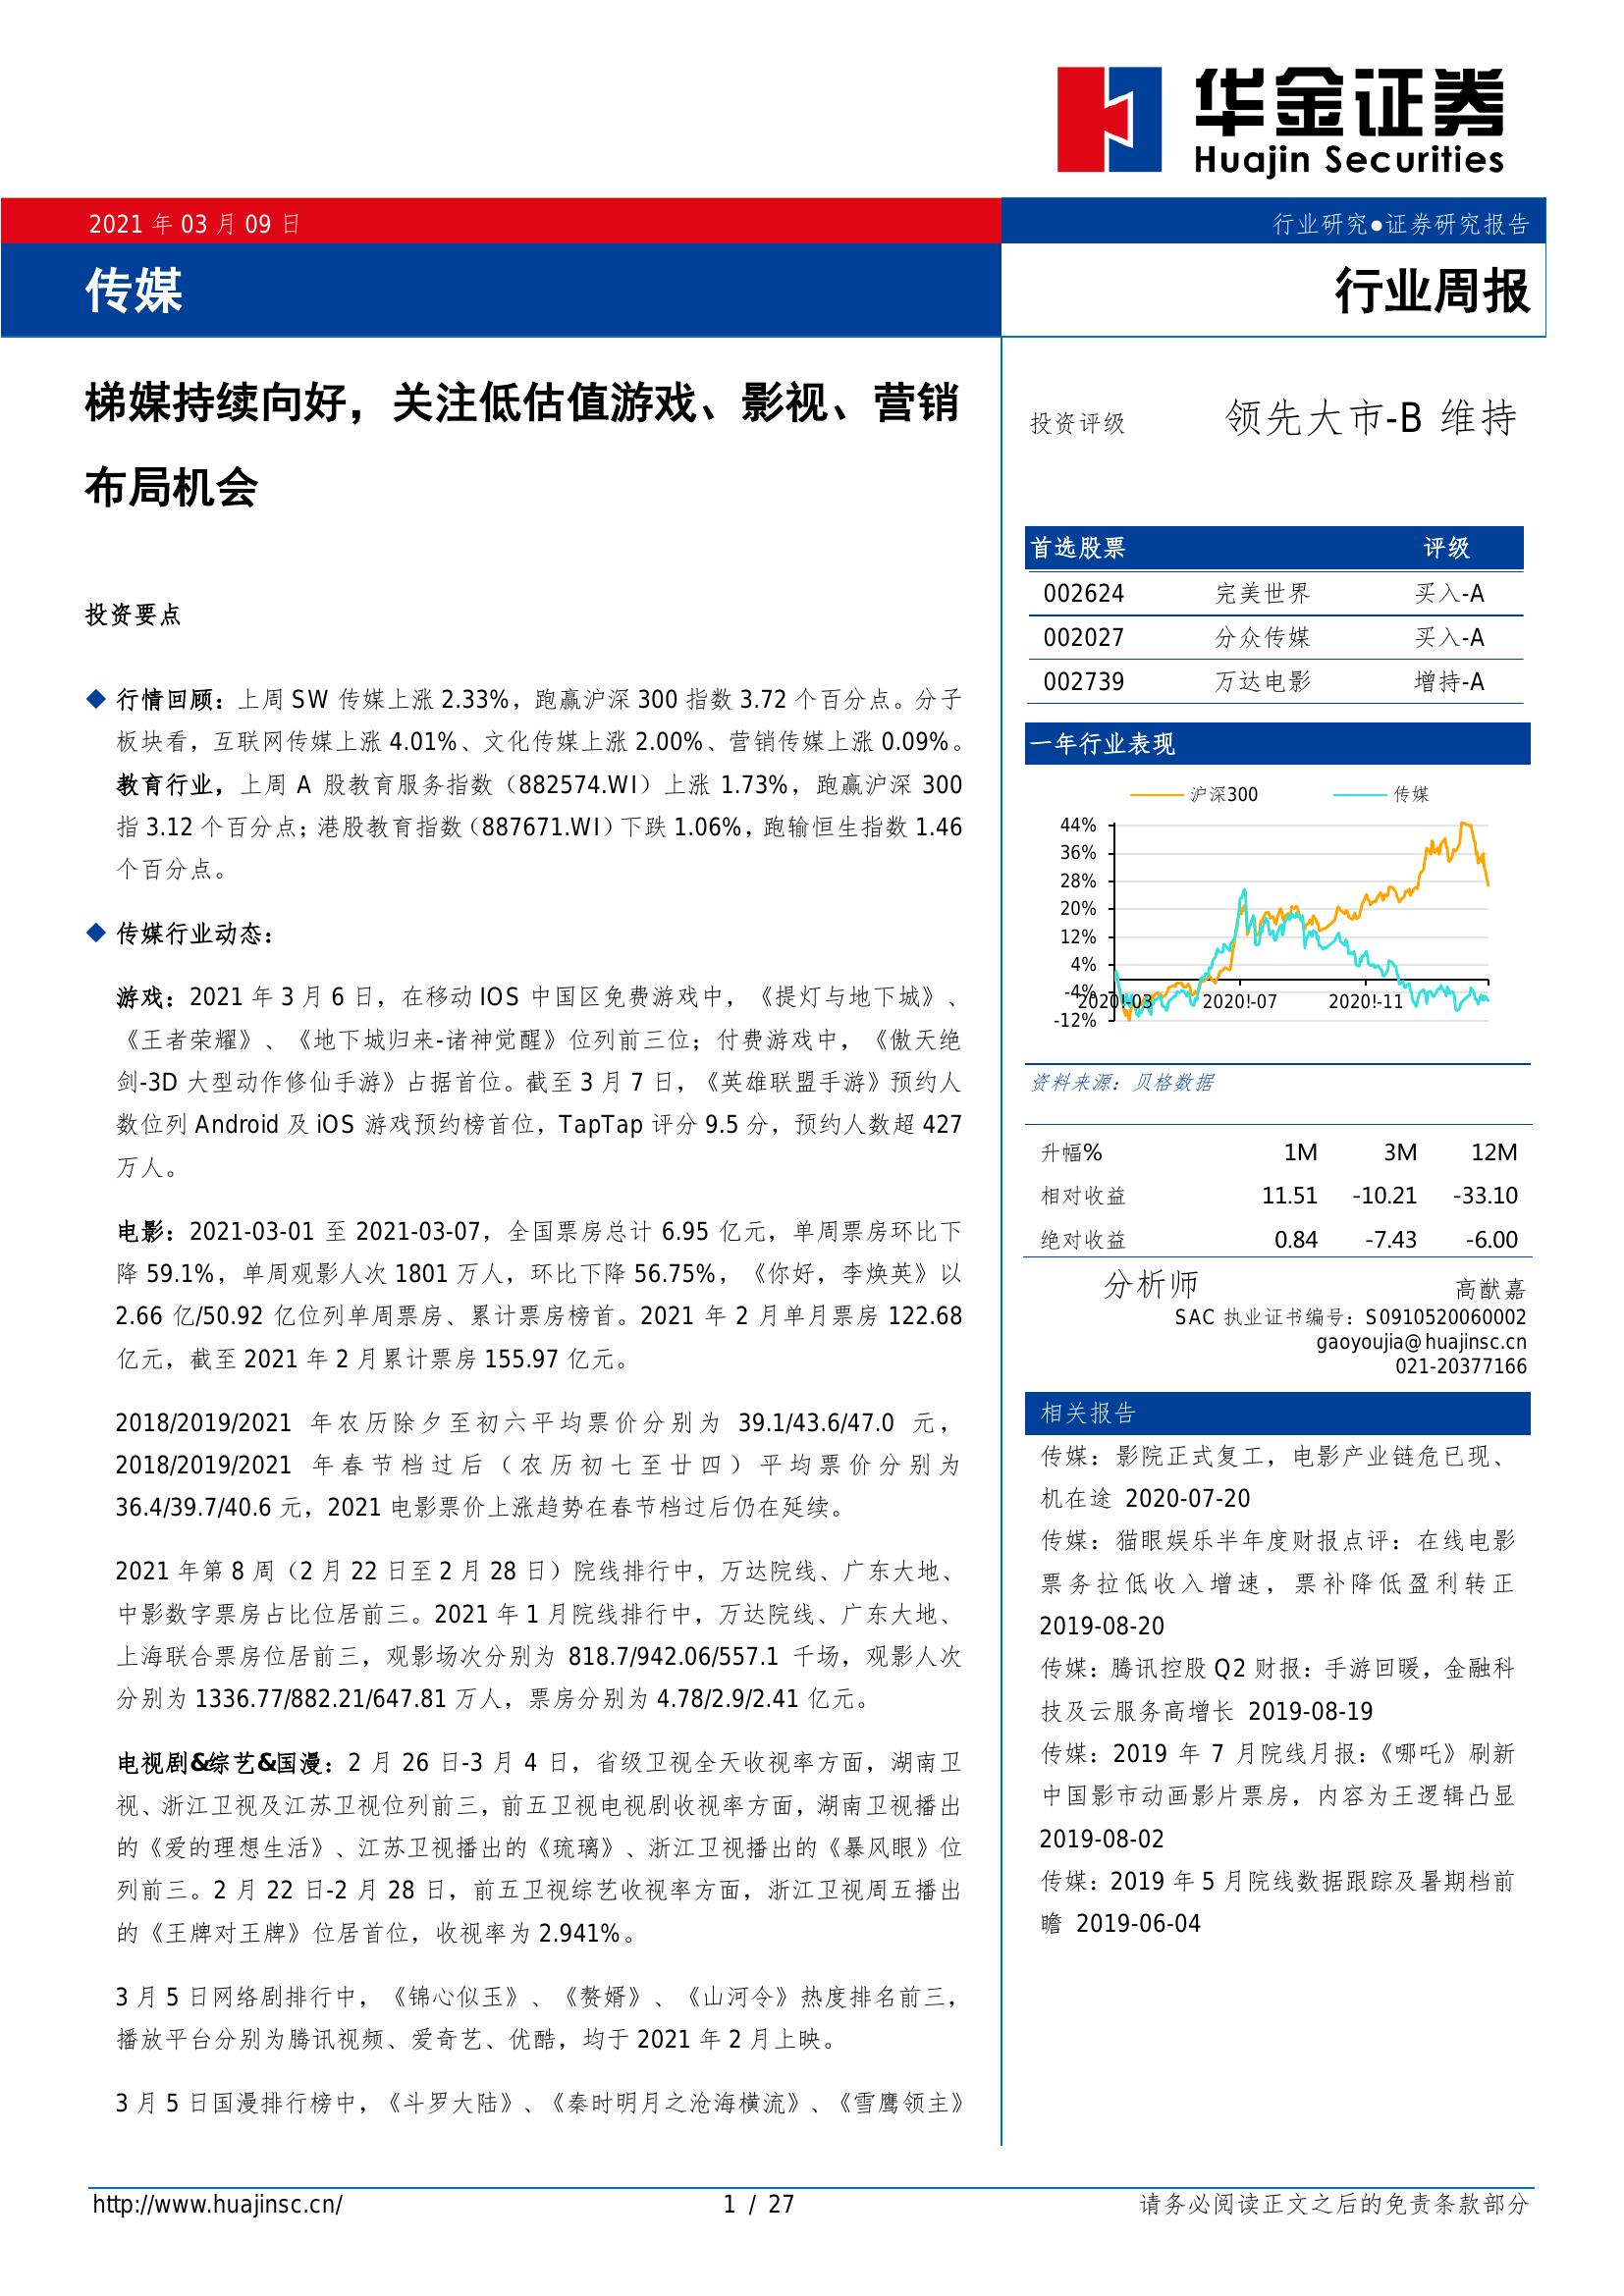 华金证券
Huajin Securities
2021 年 03 月 09 日
行业研究●证券研究报告
传媒
行业周报
梯媒持续向好，关注低估值游戏、影视、营销
布局机会
投资要点
◆ 行情回顾：上周 SW 传媒上涨 2.33%，跑赢沪深 300 指数 3.72 个百分点。分子
板块看，互联网传媒上涨 4.01%、文化传媒上涨 2.00%、营销传媒上涨 0.09%。
教育行业，上周 A 股教育服务指数（882574.WI）上涨 1.73%，跑赢沪深 300
指 3.12 个百分点；港股教育指数（887671.WI）下跌 1.06%，跑输恒生指数 1.46
个百分点。
◆ 传媒行业动态：
游戏：2021 年 3 月 6 日，在移动 IOS 中国区免费游戏中，《提灯与地下城》、
《王者荣耀》、《地下城归来-诸神觉醒》位列前三位；付费游戏中，《傲天绝
剑-3D 大型动作修仙手游》占据首位。截至 3 月 7 日，《英雄联盟手游》预约人
数位列 Android 及 iOS 游戏预约榜首位，TapTap 评分 9.5 分，预约人数超 427
万人。
电影：2021-03-01 至 2021-03-07，全国票房总计 6.95 亿元，单周票房环比下
降 59.1%，单周观影人次 1801 万人，环比下降 56.75%，《你好，李焕英》以
2.66 亿/50.92 亿位列单周票房、累计票房榜首。2021 年 2 月单月票房 122.68
亿元，截至 2021 年 2 月累计票房 155.97 亿元。
2018/2019/2021 年农历除夕至初六平均票价分别为 39.1/43.6/47.0 元，
2018/2019/2021 年春节档过后（农历初七至廿四）平均票价分别为
36.4/39.7/40.6 元，2021 电影票价上涨趋势在春节档过后仍在延续。
2021 年第 8 周（2 月 22 日至 2 月 28 日）院线排行中，万达院线、广东大地、
中影数字票房占比位居前三。2021 年 1 月院线排行中，万达院线、广东大地、
上海联合票房位居前三，观影场次分别为 818.7/942.06/557.1 千场，观影人次
分别为 1336.77/882.21/647.81 万人，票房分别为 4.78/2.9/2.41 亿元。
电视剧&综艺&国漫：2 月 26 日-3 月 4 日，省级卫视全天收视率方面，湖南卫
视、浙江卫视及江苏卫视位列前三，前五卫视电视剧收视率方面，湖南卫视播出
的《爱的理想生活》、江苏卫视播出的《琉璃》、浙江卫视播出的《暴风眼》位
列前三。2 月 22 日-2 月 28 日，前五卫视综艺收视率方面，浙江卫视周五播出
的《王牌对王牌》位居首位，收视率为 2.941%。
3 月 5 日网络剧排行中，《锦心似玉》、《赘婿》、《山河令》热度排名前三，
播放平台分别为腾讯视频、爱奇艺、优酷，均于 2021 年 2 月上映。
3 月 5 日国漫排行榜中，《斗罗大陆》、《秦时明月之沧海横流》、《雪鹰领主》
投资评级 领先大市-B 维持
首选股票 评级
002624 完美世界 买入-A
002027 分众传媒 买入-A
002739 万达电影 增持-A
一年行业表现
沪深300 传媒
44%
36%
28%
20%
12%
4%
-4%
-12%
2020!-03 2020!-07 2020!-11
资料来源：贝格数据
升幅% 1M 3M 12M
相对收益 11.51 -10.21 -33.10
绝对收益 0.84 -7.43 -6.00
分析师 高猷嘉
SAC 执业证书编号：S0910520060002
gaoyoujia@huajinsc.cn
021-20377166
相关报告
传媒：影院正式复工，电影产业链危已现、
机在途 2020-07-20
传媒：猫眼娱乐半年度财报点评：在线电影
票务拉低收入增速，票补降低盈利转正
2019-08-20
传媒：腾讯控股 Q2 财报：手游回暖，金融科
技及云服务高增长 2019-08-19
传媒：2019 年 7 月院线月报：《哪吒》刷新
中国影市动画影片票房，内容为王逻辑凸显
2019-08-02
传媒：2019 年 5 月院线数据跟踪及暑期档前
瞻 2019-06-04
http://www.huajinsc.cn/ 1 / 27 请务必阅读正文之后的免责条款部分